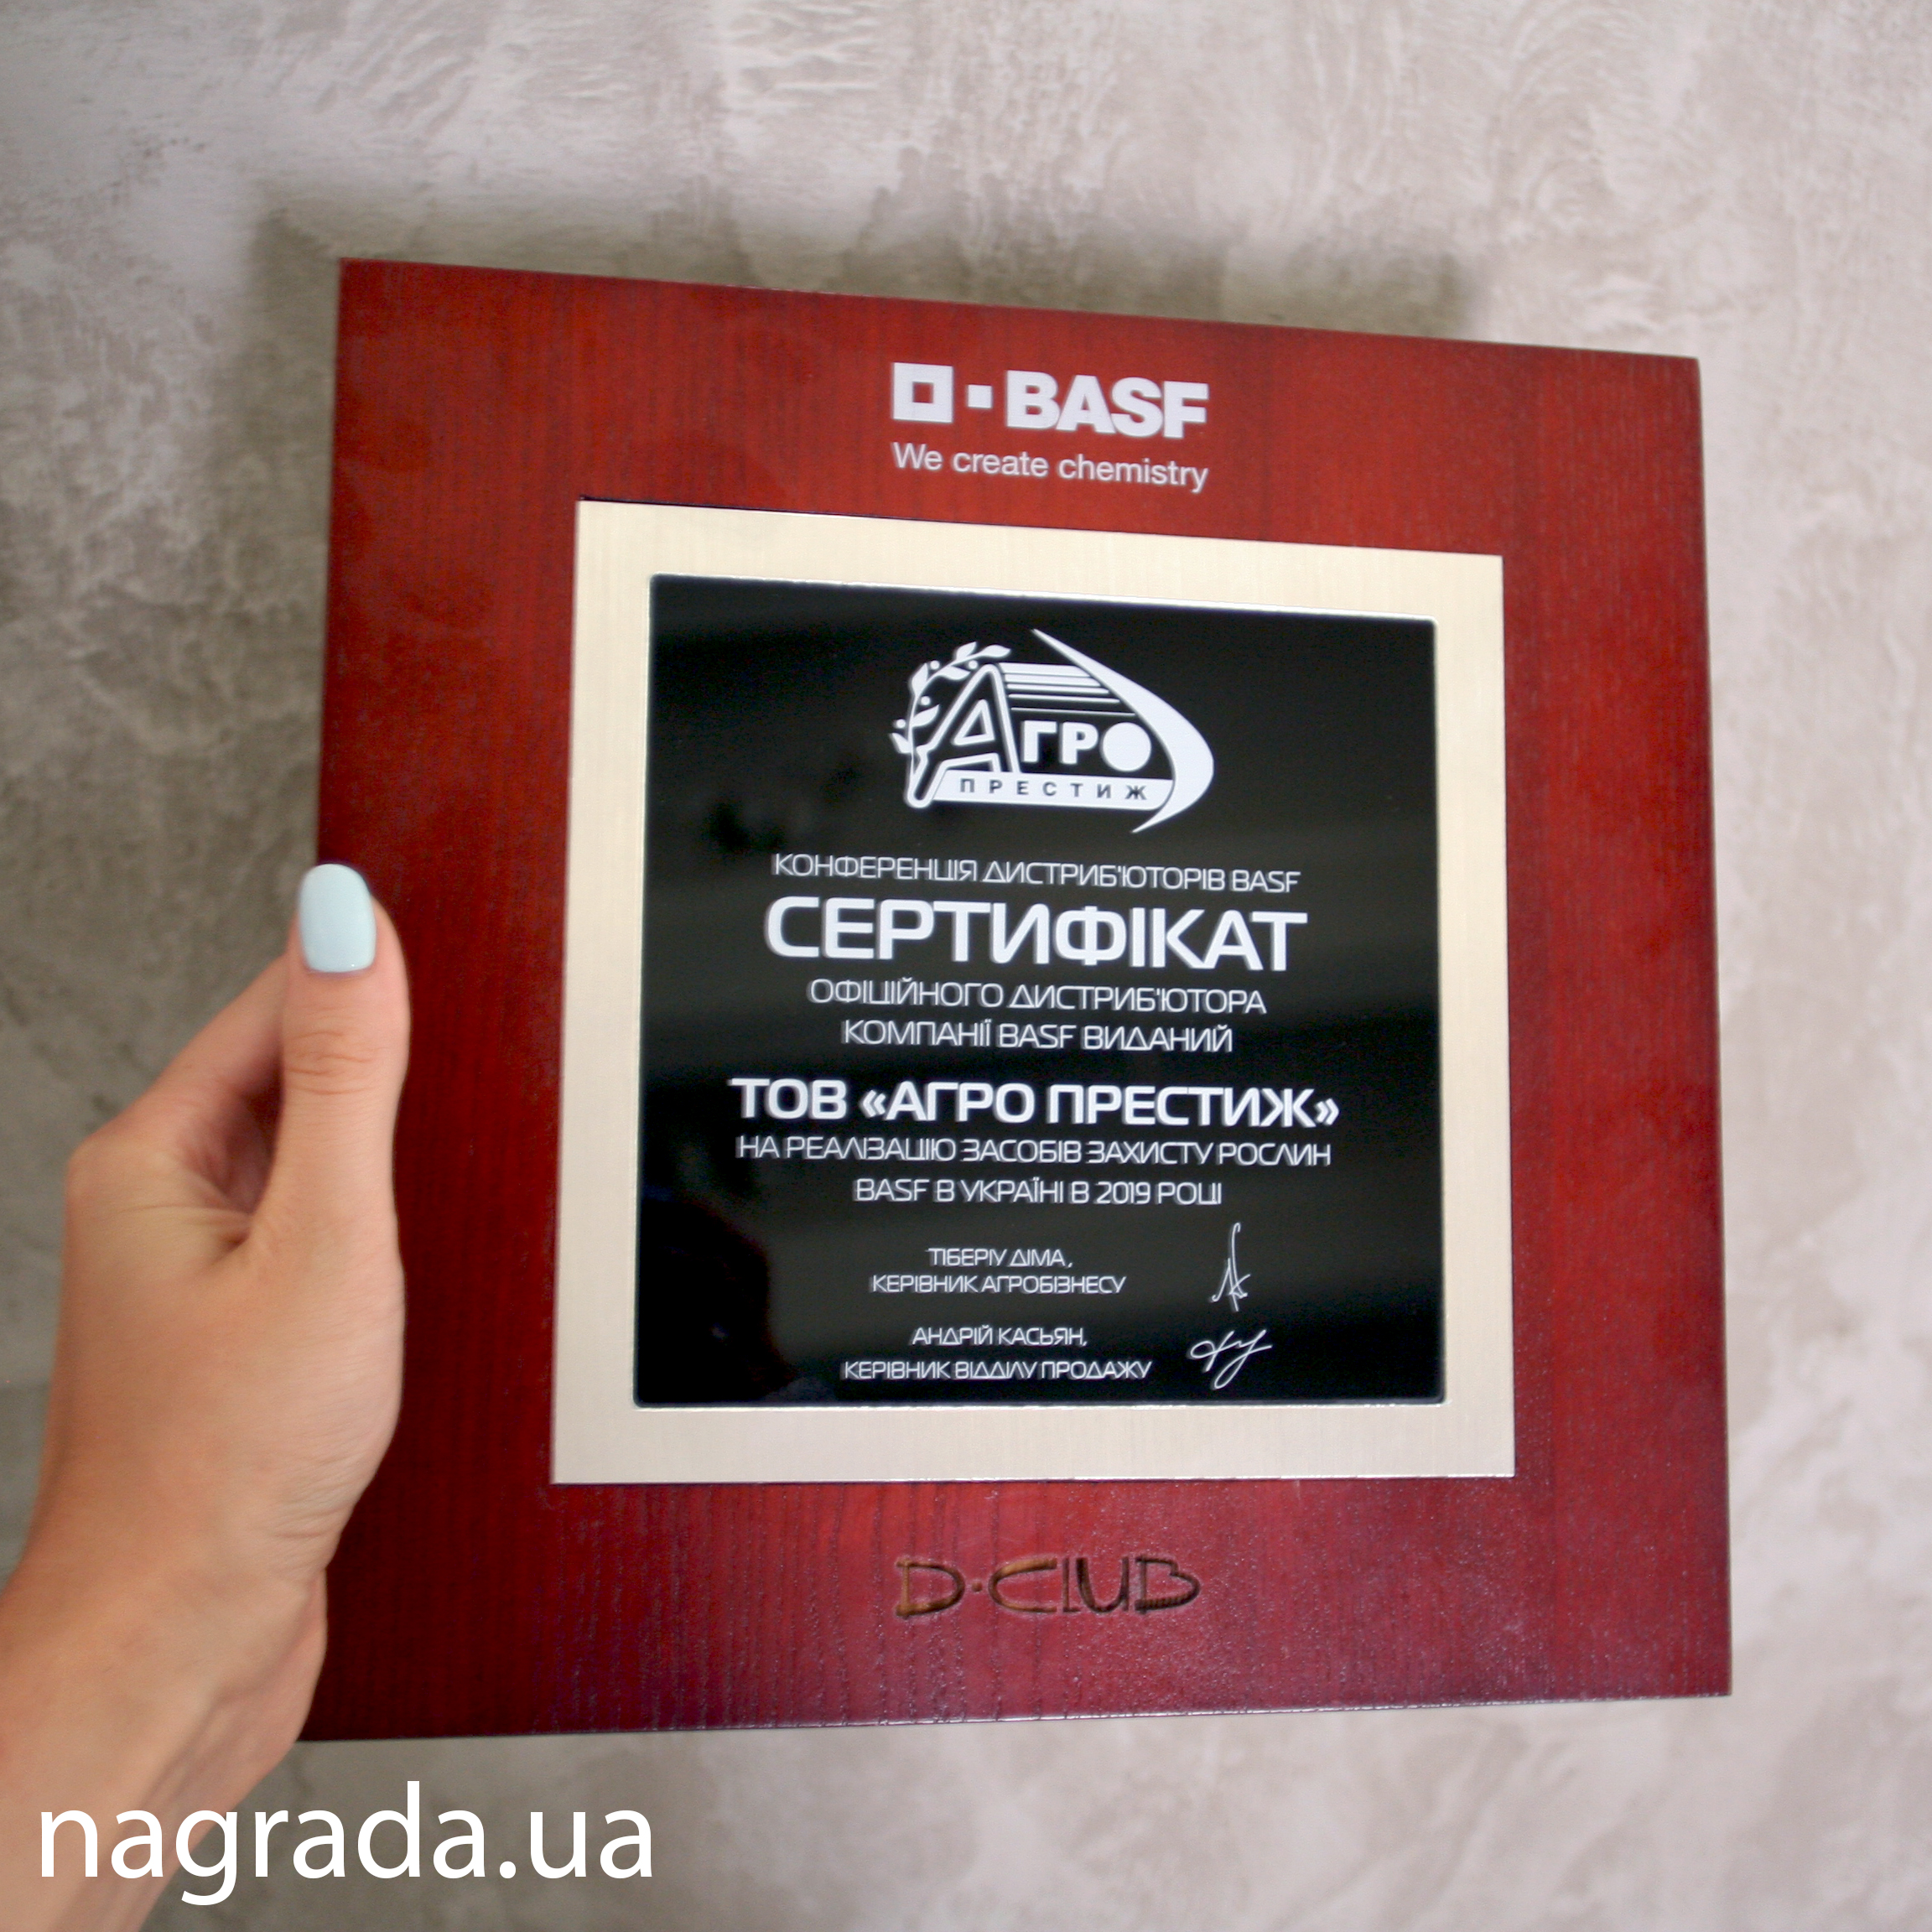 BASF
We create chemistry
АГРО
ПРЕСТИЖ
КОНФЕРЕНЦІЯ ДИСТРИБ'ЮТОРІВ BASF
СЕРТИФІКАТ
ОФІЦІЙНОГО ДИСТРИБ'ЮТОРА
КОМПАНІЇ BASF ВИДАНИЙ
ТОВ «АГРО ПРЕСТИЖ»
НА РЕАЛІЗАЦІЮ ЗАСОБІВ ЗАХИСТУ РОСЛИН
BASF В УКРАЇНІ В 2019 РОЦІ
ТІБЕРІУ ДІМА,
КЕРІВНИК АГРОБІЗНЕСУ
АНДРІЙ КАСЬЯН,
КЕРІВНИК ВІДДІЛУ ПРОДАЖУ
D·CLUB
nagrada.ua